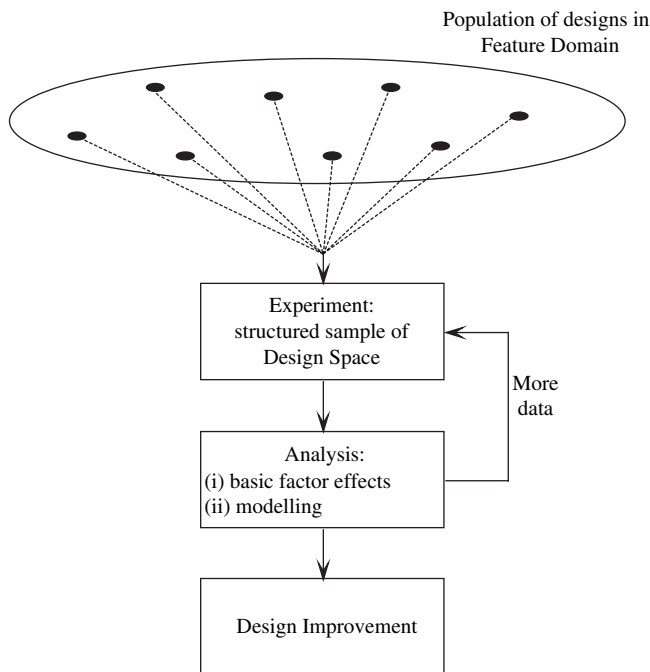 Population of designs in
Feature Domain
Experiment:
structured sample of
Design Space
More
data
Analysis:
(i) basic factor effects
(ii) modelling
Design Improvement